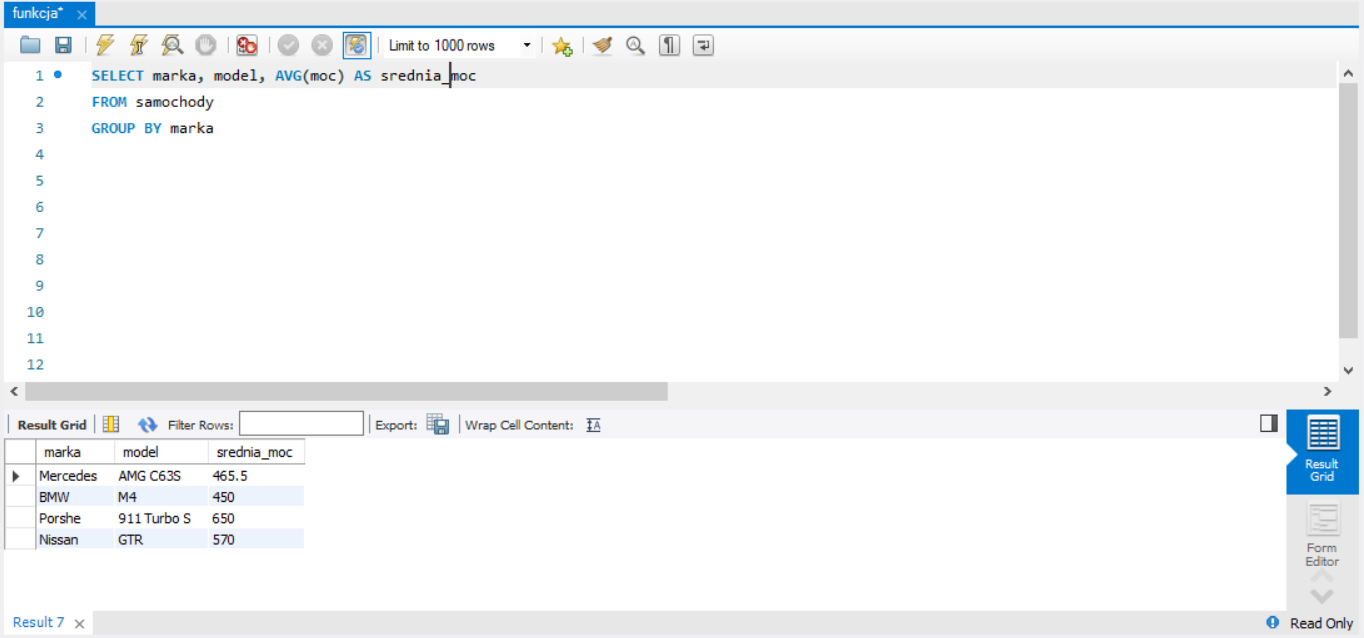 funkcja*
Limit to 1000 rows
1 SELECT marka, model, AVG(moc) AS srednia_moc
2 FROM samochody
3 GROUP BY marka
4
5
6
7
8
9
10
11
12
Result Grid Filter Rows: Export: Wrap Cell Content:
marka model srednia_moc
Mercedes AMG C63S 465.5
BMW M4 450
Porshe 911 Turbo S 650
Nissan GTR 570
Result
Grid
Form
Editor
Result 7
Read Only